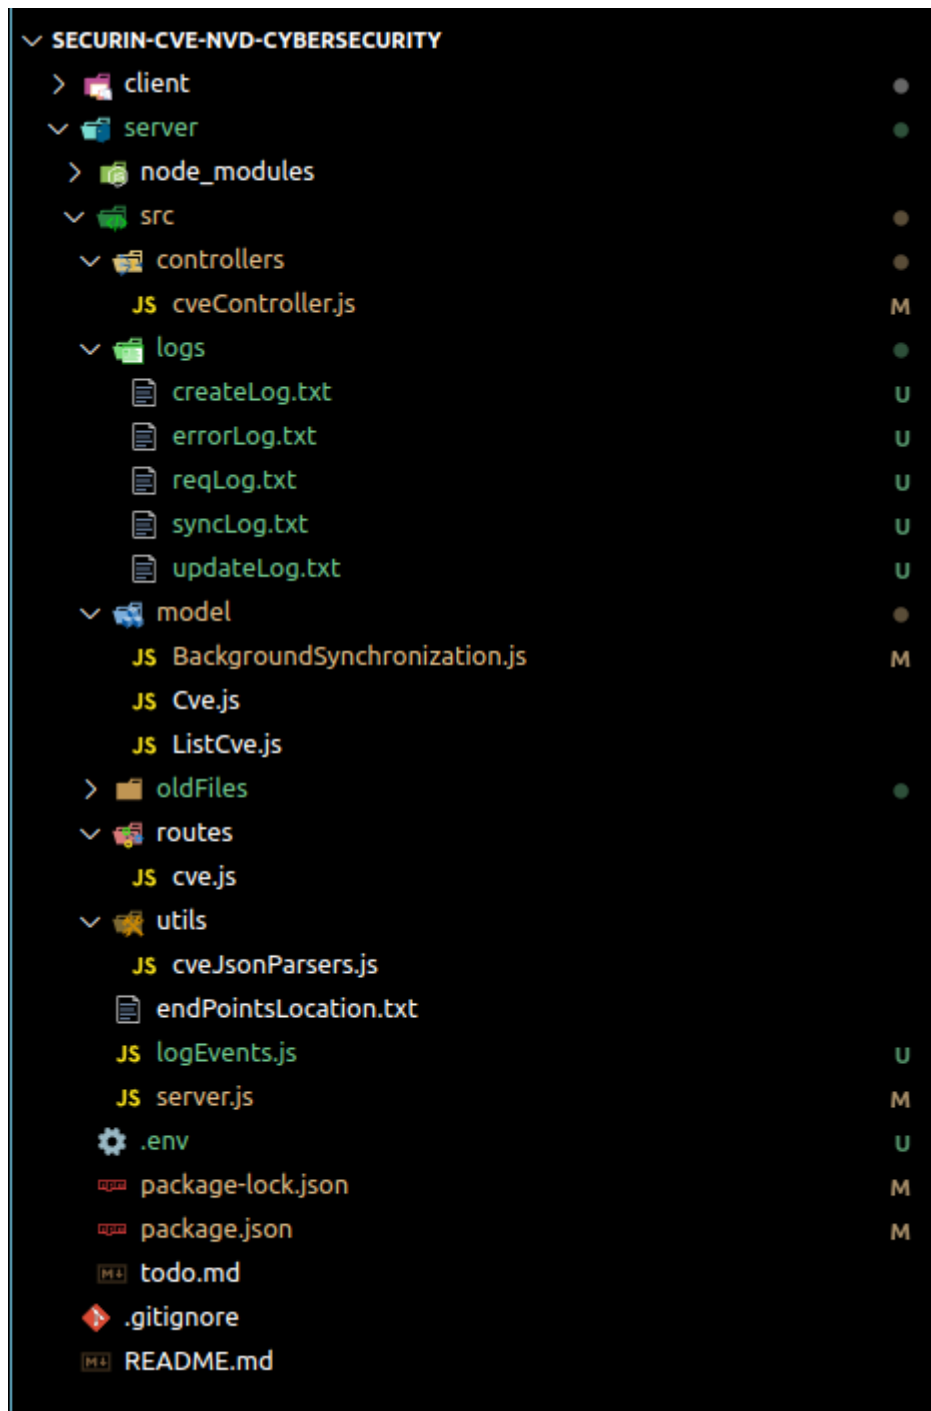 SECURIN-CVE-NVD-CYBERSECURITY
client
server
node_modules
src
controllers
JS cveController.js M
logs
createLog.txt U
errorLog.txt U
reqLog.txt U
syncLog.txt U
updateLog.txt U
model
JS BackgroundSynchronization.js M
JS Cve.js
JS ListCve.js
oldFiles
routes
JS cve.js
utils
JS cveJsonParsers.js
endPointsLocation.txt
JS logEvents.js U
JS server.js M
.env U
npm package-lock.json M
npm package.json M
M↓ todo.md
.gitignore
M↓ README.md